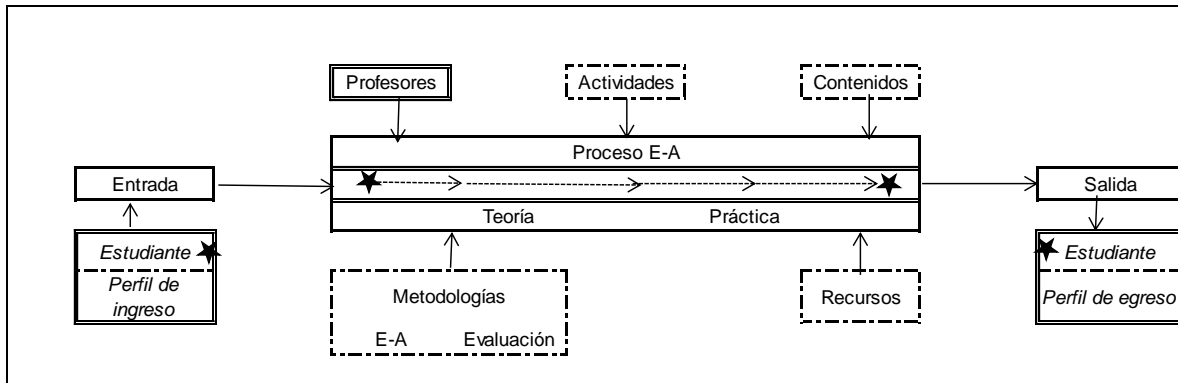 Profesores
Actividades
Contenidos
Proceso E-A
Entrada
Salida
Teoría Práctica
Estudiante
Perfil de
ingreso
Metodologías
E-A Evaluación
Recursos
Estudiante
Perfil de egreso